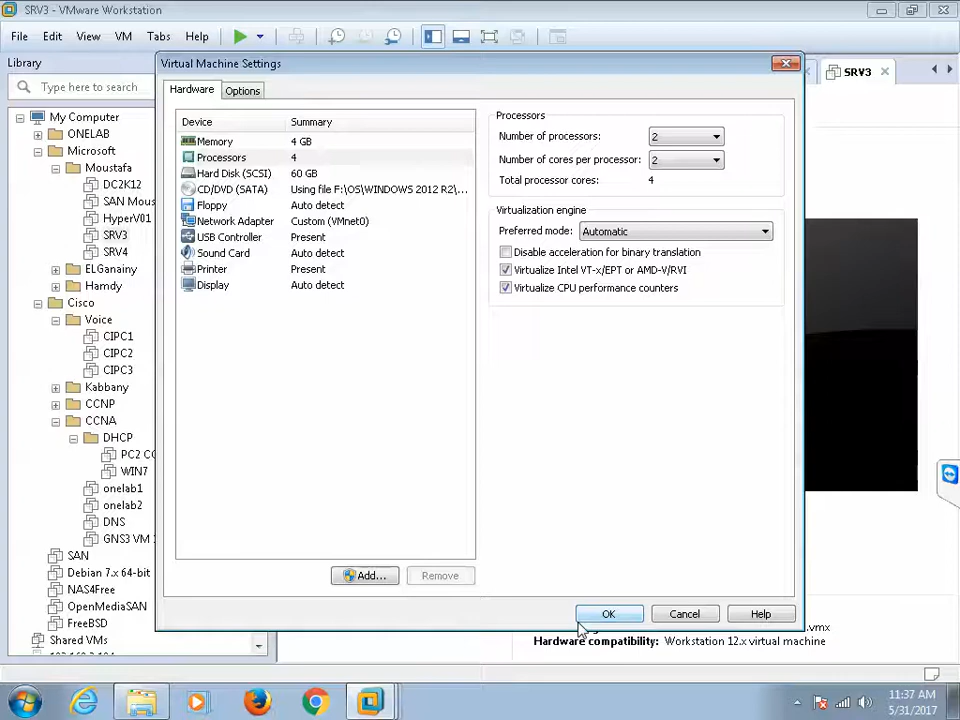 SRV3 - VMware Workstation
File Edit View VM Tabs Help
Library
Type here to search
My Computer
ONELAB
Microsoft
Moustafa
DC2K12
SAN Mous
HyperV01
SRV3
SRV4
ELGanainy
Hamdy
Cisco
Voice
CIPC1
CIPC2
CIPC3
Kabbany
CCNP
CCNA
DHCP
PC2 CC
WIN7
onelab1
onelab2
DNS
GNS3 VM
SAN
Debian 7.x 64-bit
NAS4Free
OpenMediaSAN
FreeBSD
Shared VMs
SRV3
Virtual Machine Settings
Hardware Options
Device Summary
Memory 4 GB
Processors 4
Hard Disk (SCSI) 60 GB
CD/DVD (SATA) Using file F:\OS\WINDOWS 2012 R2\...
Floppy Auto detect
Network Adapter Custom (VMnet0)
USB Controller Present
Sound Card Auto detect
Printer Present
Display Auto detect
Add... Remove
Processors
Number of processors: 2
Number of cores per processor: 2
Total processor cores: 4
Virtualization engine
Preferred mode: Automatic
Disable acceleration for binary translation
Virtualize Intel VT-x/EPT or AMD-V/RVI
Virtualize CPU performance counters
OK Cancel Help
.vmx
Hardware compatibility: Workstation 12.x virtual machine
11:37 AM
5/31/2017